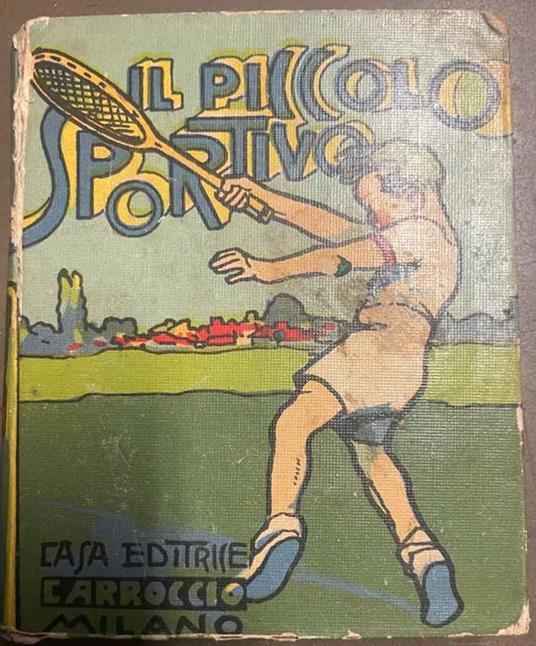 IL PICCOLO
SPORTIVO
CASA EDITRICE
CARROCCIO
MILANO